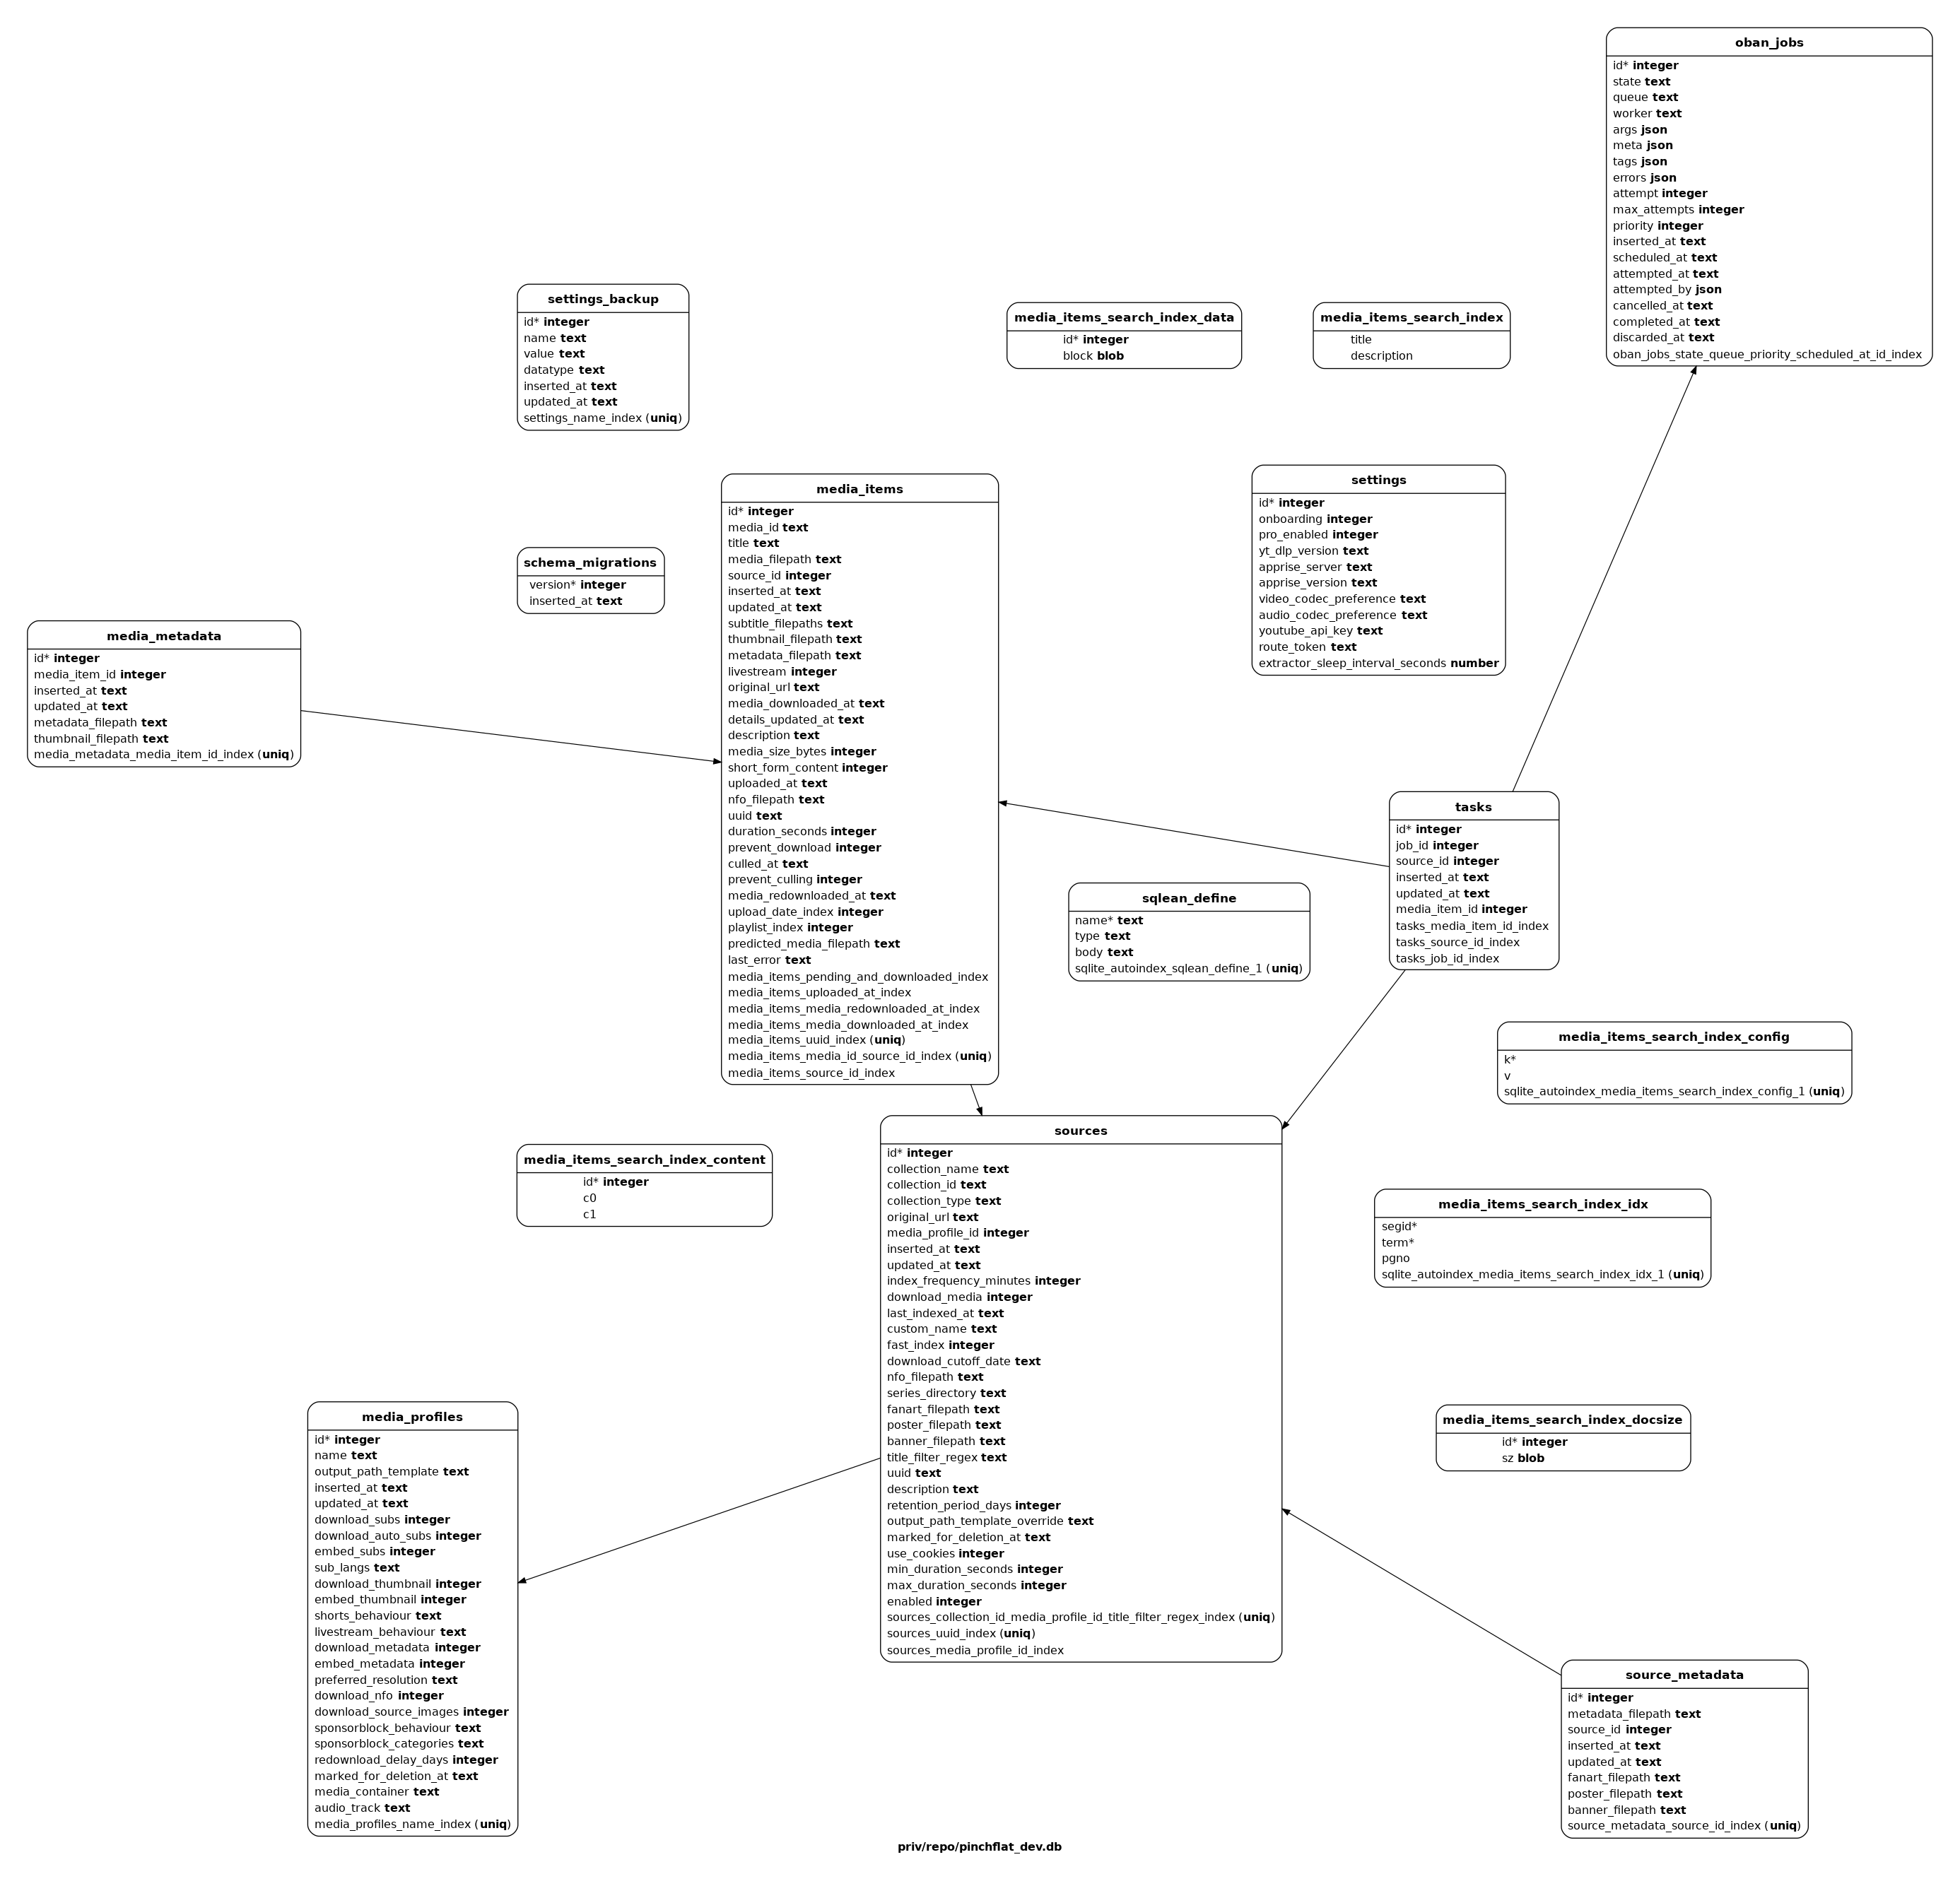 oban_jobs
id* integer
state text
queue text
worker text
args json
meta json
tags json
errors json
attempt integer
max_attempts integer
priority integer
inserted_at text
scheduled_at text
attempted_at text
attempted_by json
cancelled_at text
completed_at text
discarded_at text
oban_jobs_state_queue_priority_scheduled_at_id_index
settings_backup
id* integer
name text
value text
datatype text
inserted_at text
updated_at text
settings_name_index (uniq)
media_items_search_index_data
id* integer
block blob
media_items_search_index
title
description
media_items
id* integer
media_id text
title text
media_filepath text
source_id integer
inserted_at text
updated_at text
subtitle_filepaths text
thumbnail_filepath text
metadata_filepath text
livestream integer
original_url text
media_downloaded_at text
details_updated_at text
description text
media_size_bytes integer
short_form_content integer
uploaded_at text
nfo_filepath text
uuid text
duration_seconds integer
prevent_download integer
culled_at text
prevent_culling integer
media_redownloaded_at text
upload_date_index integer
playlist_index integer
predicted_media_filepath text
last_error text
media_items_pending_and_downloaded_index
media_items_uploaded_at_index
media_items_media_redownloaded_at_index
media_items_media_downloaded_at_index
media_items_uuid_index (uniq)
media_items_media_id_source_id_index (uniq)
media_items_source_id_index
settings
id* integer
onboarding integer
pro_enabled integer
yt_dlp_version text
apprise_server text
apprise_version text
video_codec_preference text
audio_codec_preference text
youtube_api_key text
route_token text
extractor_sleep_interval_seconds number
schema_migrations
version* integer
inserted_at text
media_metadata
id* integer
media_item_id integer
inserted_at text
updated_at text
metadata_filepath text
thumbnail_filepath text
media_metadata_media_item_id_index (uniq)
tasks
id* integer
job_id integer
source_id integer
inserted_at text
updated_at text
media_item_id integer
tasks_media_item_id_index
tasks_source_id_index
tasks_job_id_index
sqlean_define
name* text
type text
body text
sqlite_autoindex_sqlean_define_1 (uniq)
media_items_search_index_config
k*
v
sqlite_autoindex_media_items_search_index_config_1 (uniq)
sources
id* integer
collection_name text
collection_id text
collection_type text
original_url text
media_profile_id integer
inserted_at text
updated_at text
index_frequency_minutes integer
download_media integer
last_indexed_at text
custom_name text
fast_index integer
download_cutoff_date text
nfo_filepath text
series_directory text
fanart_filepath text
poster_filepath text
banner_filepath text
title_filter_regex text
uuid text
description text
retention_period_days integer
output_path_template_override text
marked_for_deletion_at text
use_cookies integer
min_duration_seconds integer
max_duration_seconds integer
enabled integer
sources_collection_id_media_profile_id_title_filter_regex_index (uniq)
sources_uuid_index (uniq)
sources_media_profile_id_index
media_items_search_index_content
id* integer
c0
c1
media_items_search_index_idx
segid*
term*
pgno
sqlite_autoindex_media_items_search_index_idx_1 (uniq)
media_profiles
id* integer
name text
output_path_template text
inserted_at text
updated_at text
download_subs integer
download_auto_subs integer
embed_subs integer
sub_langs text
download_thumbnail integer
embed_thumbnail integer
shorts_behaviour text
livestream_behaviour text
download_metadata integer
embed_metadata integer
preferred_resolution text
download_nfo integer
download_source_images integer
sponsorblock_behaviour text
sponsorblock_categories text
redownload_delay_days integer
marked_for_deletion_at text
media_container text
audio_track text
media_profiles_name_index (uniq)
media_items_search_index_docsize
id* integer
sz blob
source_metadata
id* integer
metadata_filepath text
source_id integer
inserted_at text
updated_at text
fanart_filepath text
poster_filepath text
banner_filepath text
source_metadata_source_id_index (uniq)
priv/repo/pinchflat_dev.db